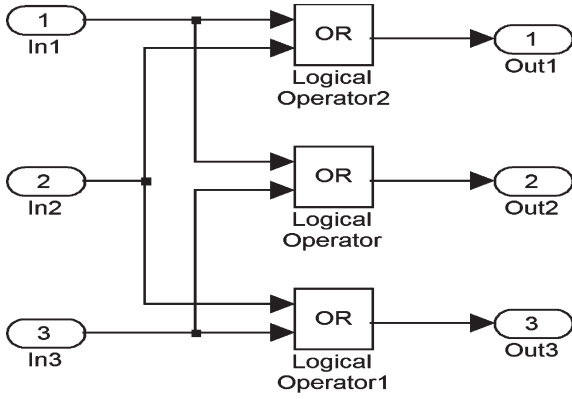 1
In1
OR
Logical
Operator2
1
Out1
2
In2
OR
Logical
Operator
2
Out2
3
In3
OR
Logical
Operator1
3
Out3